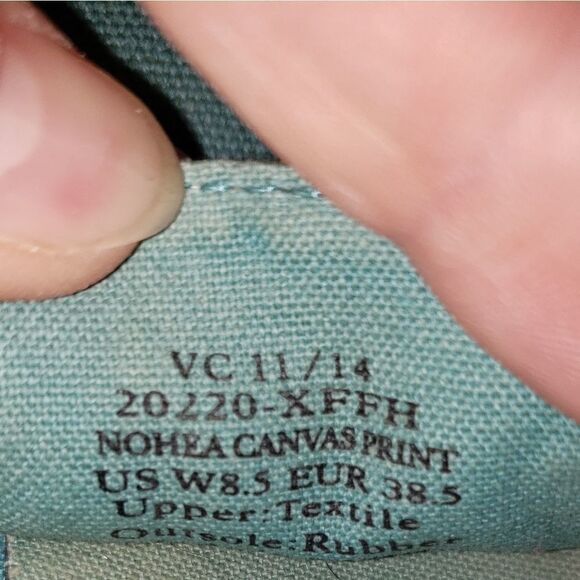 VC 11/14
20220-XFFH
NOHEA CANVAS PRINT
US W8.5 EUR 38.5
Upper:Textile
Outsole:Rubber